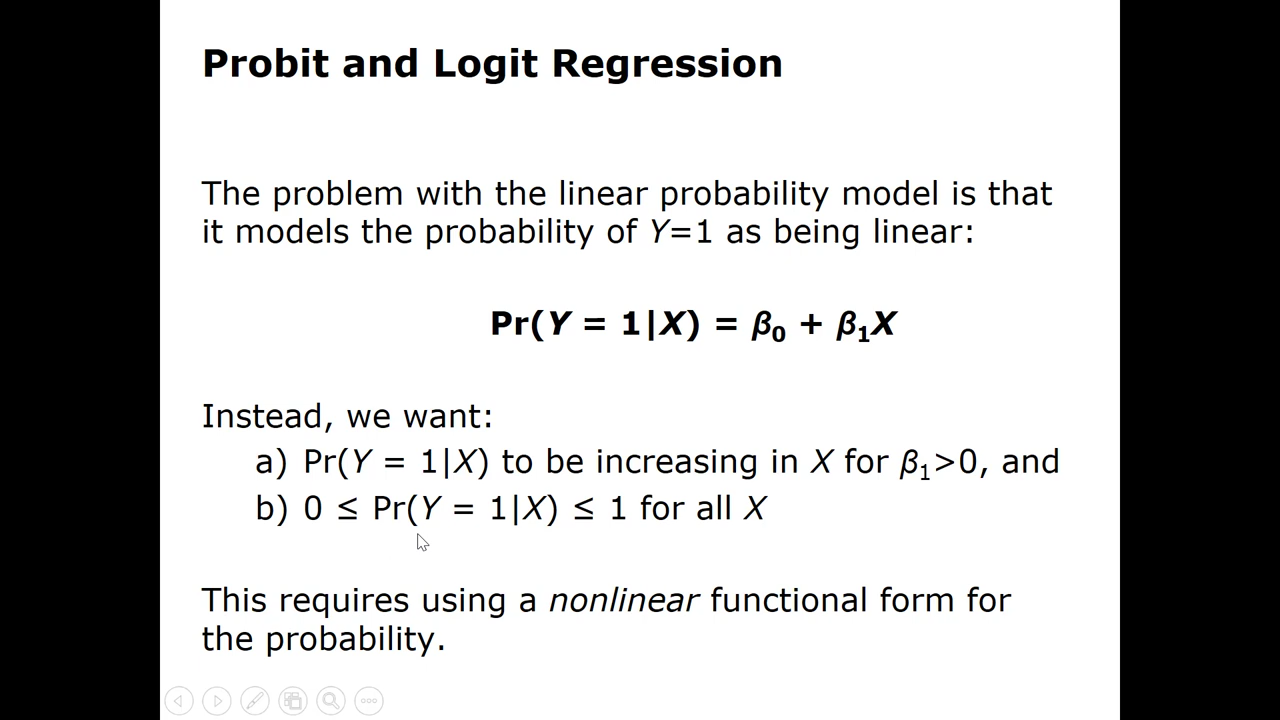 Probit and Logit Regression
The problem with the linear probability model is that
it models the probability of Y=1 as being linear:
Pr(Y = 1|X) = β₀ + β₁X
Instead, we want:
a) Pr(Y = 1|X) to be increasing in X for β₁>0, and
b) 0 ≤ Pr(Y = 1|X) ≤ 1 for all X
This requires using a nonlinear functional form for
the probability.